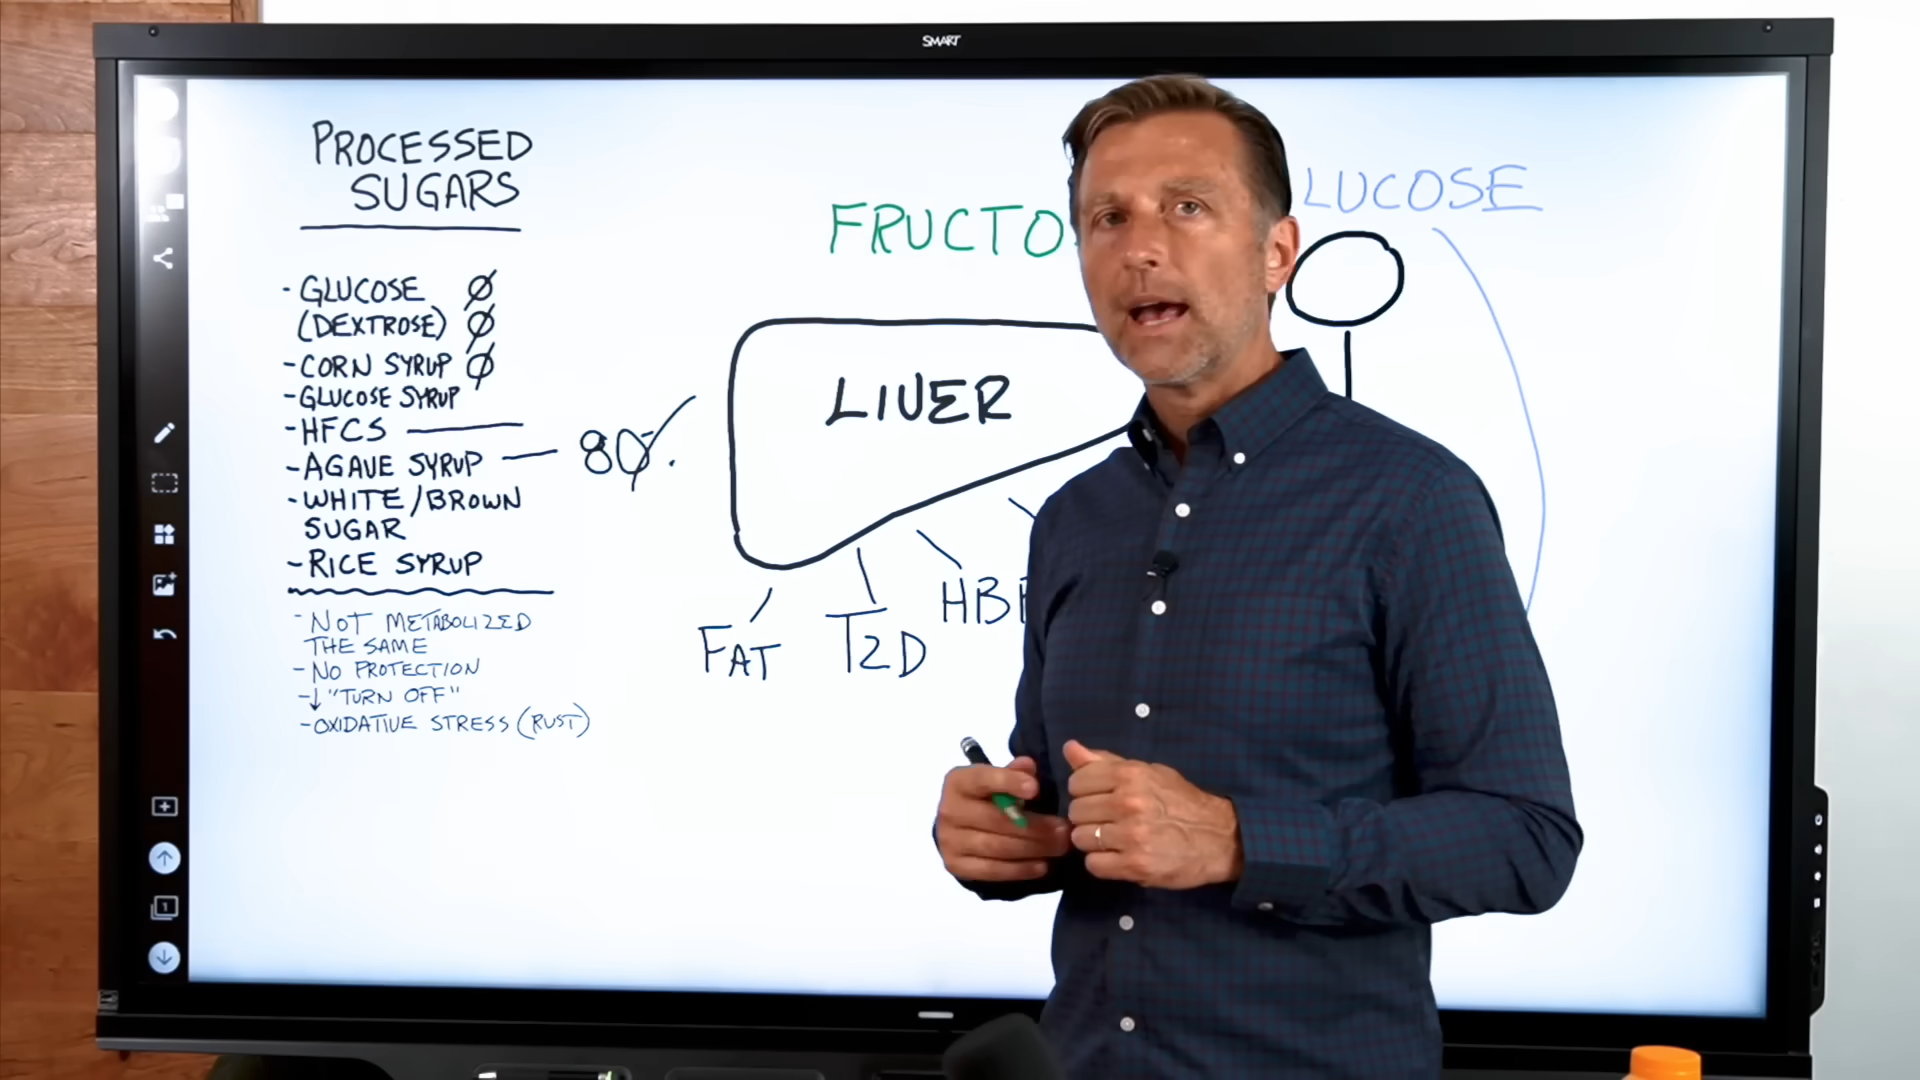 SMART
PROCESSED
SUGARS
- GLUCOSE Ø
(DEXTROSE) Ø
- CORN SYRUP Ø
- GLUCOSE SYRUP
- HFCS
- AGAVE SYRUP — 80%
- WHITE/BROWN
SUGAR
- RICE SYRUP
- NOT METABOLIZED
THE SAME
- NO PROTECTION
- ↓ "TURN OFF"
- OXIDATIVE STRESS (RUST)
FRUCTO
LUCOSE
LIVER
FAT
T2D
HB
1